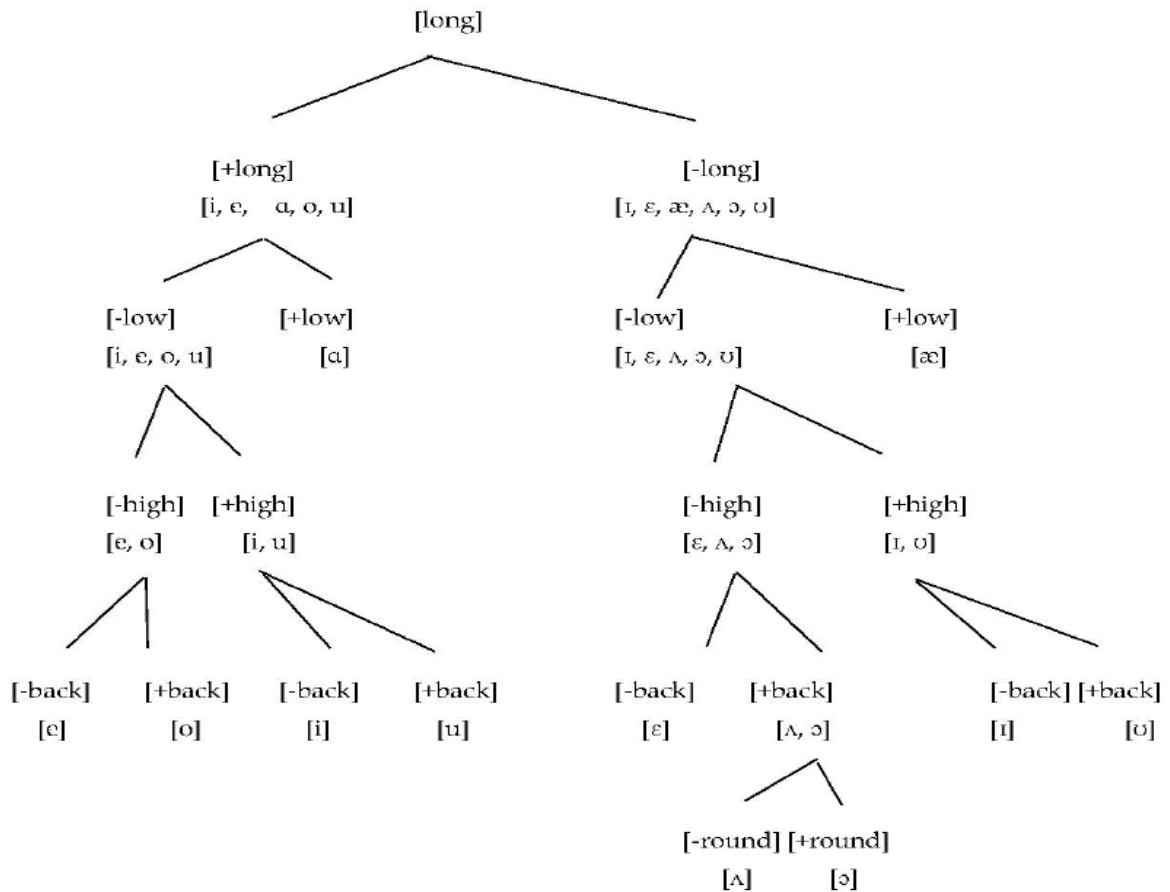 [long]
[+long] [-long]
[i, e, ɑ, o, u] [ɪ, ɛ, æ, ʌ, ɔ, ʊ]
[-low] [+low] [-low] [+low]
[i, e, o, u] [ɑ] [ɪ, ɛ, ʌ, ɔ, ʊ] [æ]
[-high] [+high] [-high] [+high]
[e, o] [i, u] [ɛ, ʌ, ɔ] [ɪ, ʊ]
[-back] [+back] [-back] [+back] [-back] [+back] [-back] [+back]
[e] [o] [i] [u] [ɛ] [ʌ, ɔ] [ɪ] [ʊ]
[-round] [+round]
[ʌ] [ɔ]